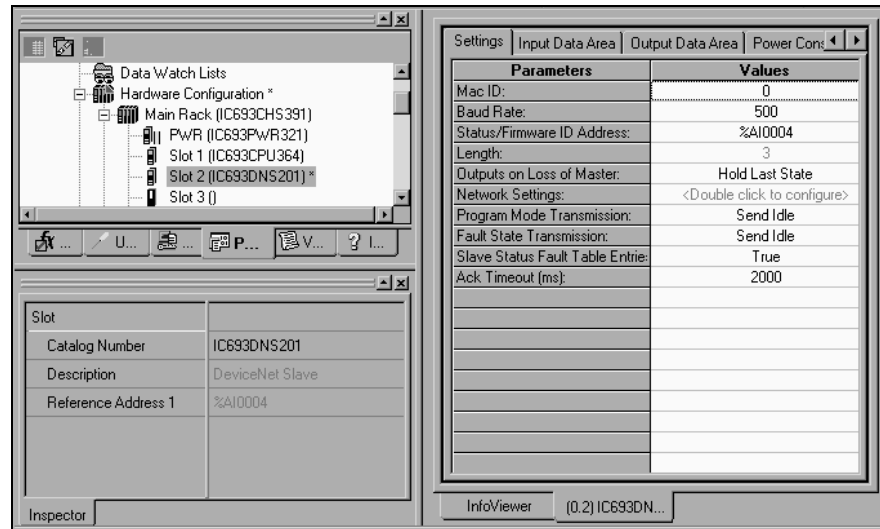 Data Watch Lists
Hardware Configuration *
Main Rack (IC693CHS391)
PWR (IC693PWR321)
Slot 1 (IC693CPU364)
Slot 2 (IC693DNS201) *
Slot 3 ()
... U... ... P... V... I...
Slot
Catalog Number IC693DNS201
Description DeviceNet Slave
Reference Address 1 %AI0004
Inspector
Settings Input Data Area Output Data Area Power Cons
Parameters Values
Mac ID: 0
Baud Rate: 500
Status/Firmware ID Address: %AI0004
Length: 3
Outputs on Loss of Master: Hold Last State
Network Settings: <Double click to configure>
Program Mode Transmission: Send Idle
Fault State Transmission: Send Idle
Slave Status Fault Table Entrie: True
Ack Timeout (ms): 2000
InfoViewer (0.2) IC693DN...